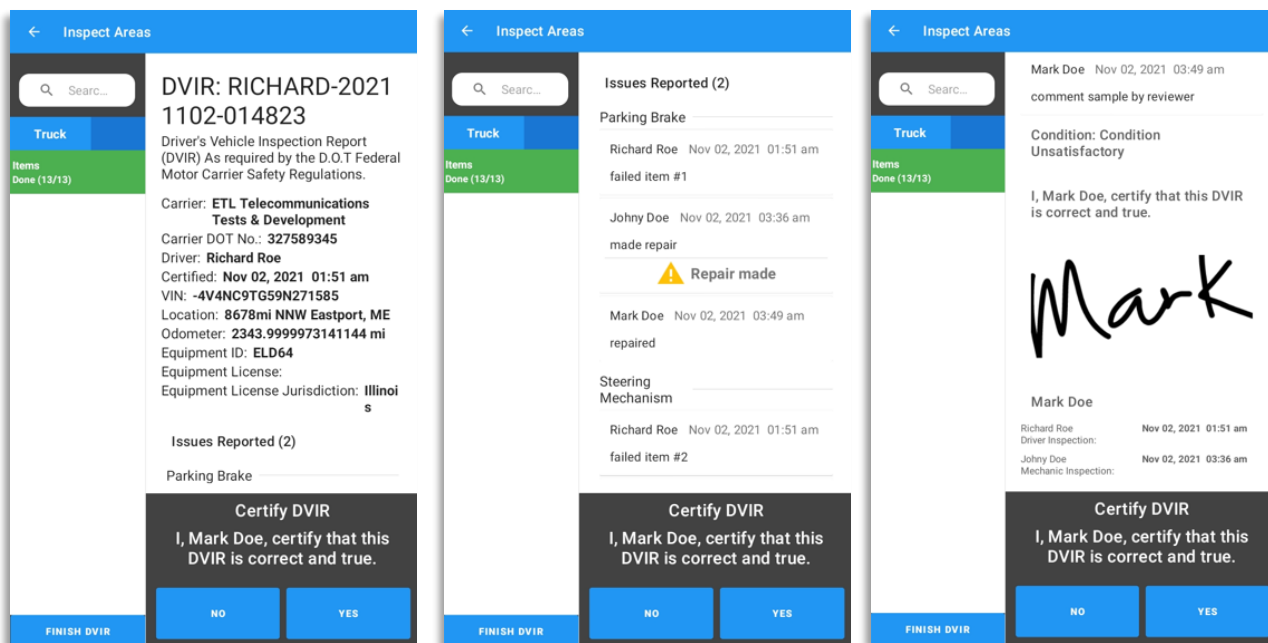 Inspect Areas
Searc...
Truck
Items
Done (13/13)
DVIR: RICHARD-2021
1102-014823
Driver's Vehicle Inspection Report
(DVIR) As required by the D.O.T Federal
Motor Carrier Safety Regulations.
Carrier: ETL Telecommunications
Tests & Development
Carrier DOT No.: 327589345
Driver: Richard Roe
Certified: Nov 02, 2021 01:51 am
VIN: -4V4NC9TG59N271585
Location: 8678mi NNW Eastport, ME
Odometer: 2343.9999973141144 mi
Equipment ID: ELD64
Equipment License:
Equipment License Jurisdiction: Illinoi
s
Issues Reported (2)
Parking Brake
Certify DVIR
I, Mark Doe, certify that this
DVIR is correct and true.
NO YES
FINISH DVIR
Inspect Areas
Searc...
Truck
Items
Done (13/13)
Issues Reported (2)
Parking Brake
Richard Roe Nov 02, 2021 01:51 am
failed item #1
Johny Doe Nov 02, 2021 03:36 am
made repair
Repair made
Mark Doe Nov 02, 2021 03:49 am
repaired
Steering
Mechanism
Richard Roe Nov 02, 2021 01:51 am
failed item #2
Certify DVIR
I, Mark Doe, certify that this
DVIR is correct and true.
NO YES
FINISH DVIR
Inspect Areas
Searc...
Truck
Items
Done (13/13)
Mark Doe Nov 02, 2021 03:49 am
comment sample by reviewer
Condition: Condition
Unsatisfactory
I, Mark Doe, certify that this DVIR
is correct and true.
Mark
Mark Doe
Richard Roe Nov 02, 2021 01:51 am
Driver Inspection:
Johny Doe Nov 02, 2021 03:36 am
Mechanic Inspection:
Certify DVIR
I, Mark Doe, certify that this
DVIR is correct and true.
NO YES
FINISH DVIR